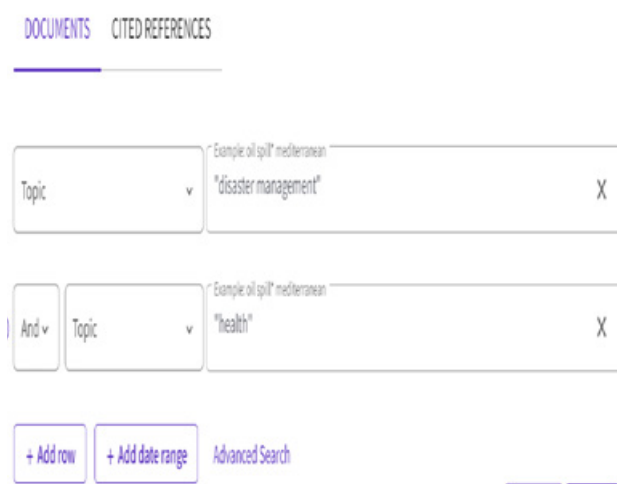 DOCUMENTS CITED REFERENCES
Example: oil spill* mediterranean
Topic "disaster management" X
Example: oil spill* mediterranean
And Topic "health" X
+ Add row + Add date range Advanced Search